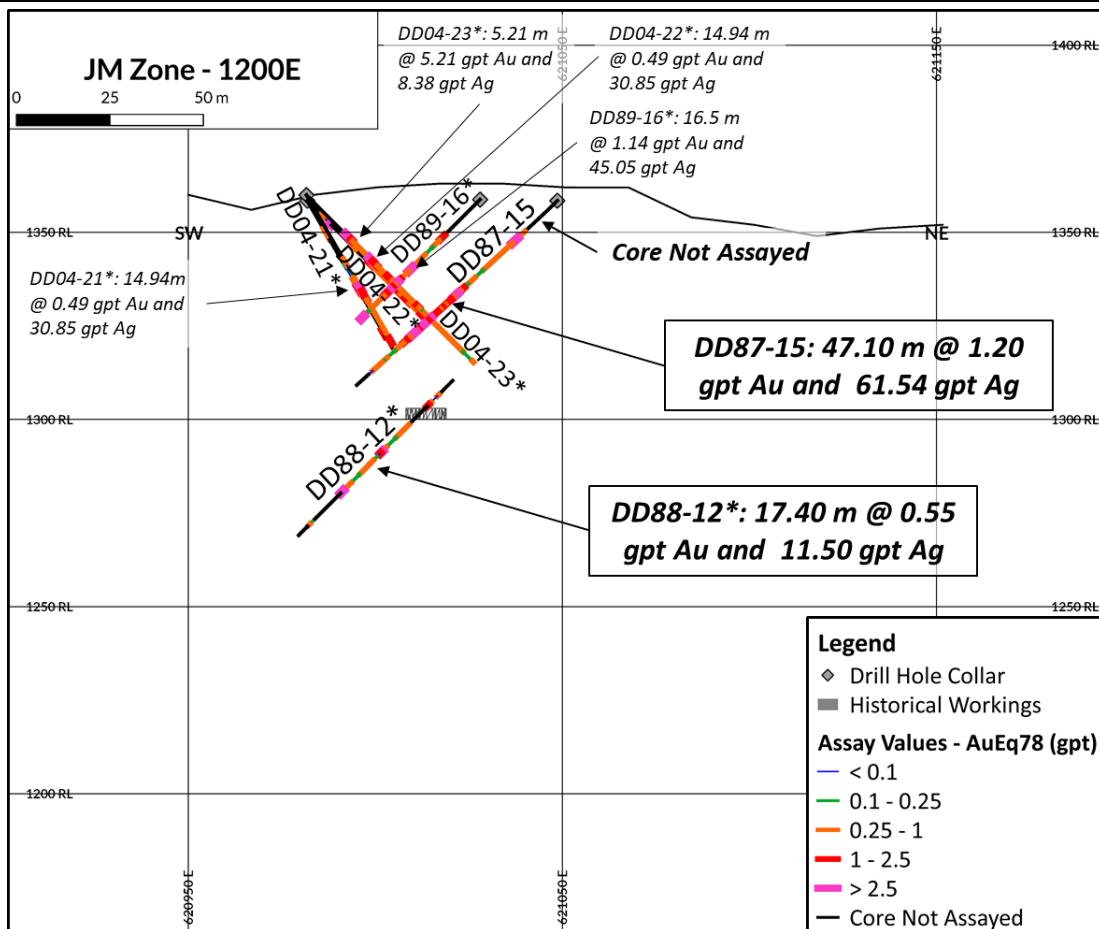 JM Zone - 1200E
0 25 50 m
DD04-23*: 5.21 m
@ 5.21 gpt Au and
8.38 gpt Ag
DD04-22*: 14.94 m
@ 0.49 gpt Au and
30.85 gpt Ag
DD89-16*: 16.5 m
@ 1.14 gpt Au and
45.05 gpt Ag
621050 E
621150 E
1400 RL
1350 RL
SW
NE
1350 RL
DD04-21*
DD04-22*
DD89-16*
DD87-15
DD04-23*
Core Not Assayed
DD04-21*: 14.94m
@ 0.49 gpt Au and
30.85 gpt Ag
DD87-15: 47.10 m @ 1.20
gpt Au and 61.54 gpt Ag
1300 RL
1300 RL
DD88-12*
DD88-12*: 17.40 m @ 0.55
gpt Au and 11.50 gpt Ag
1250 RL
1250 RL
1200 RL
620950 E
621050 E
Legend
Drill Hole Collar
Historical Workings
Assay Values - AuEq78 (gpt)
< 0.1
0.1 - 0.25
0.25 - 1
1 - 2.5
> 2.5
Core Not Assayed